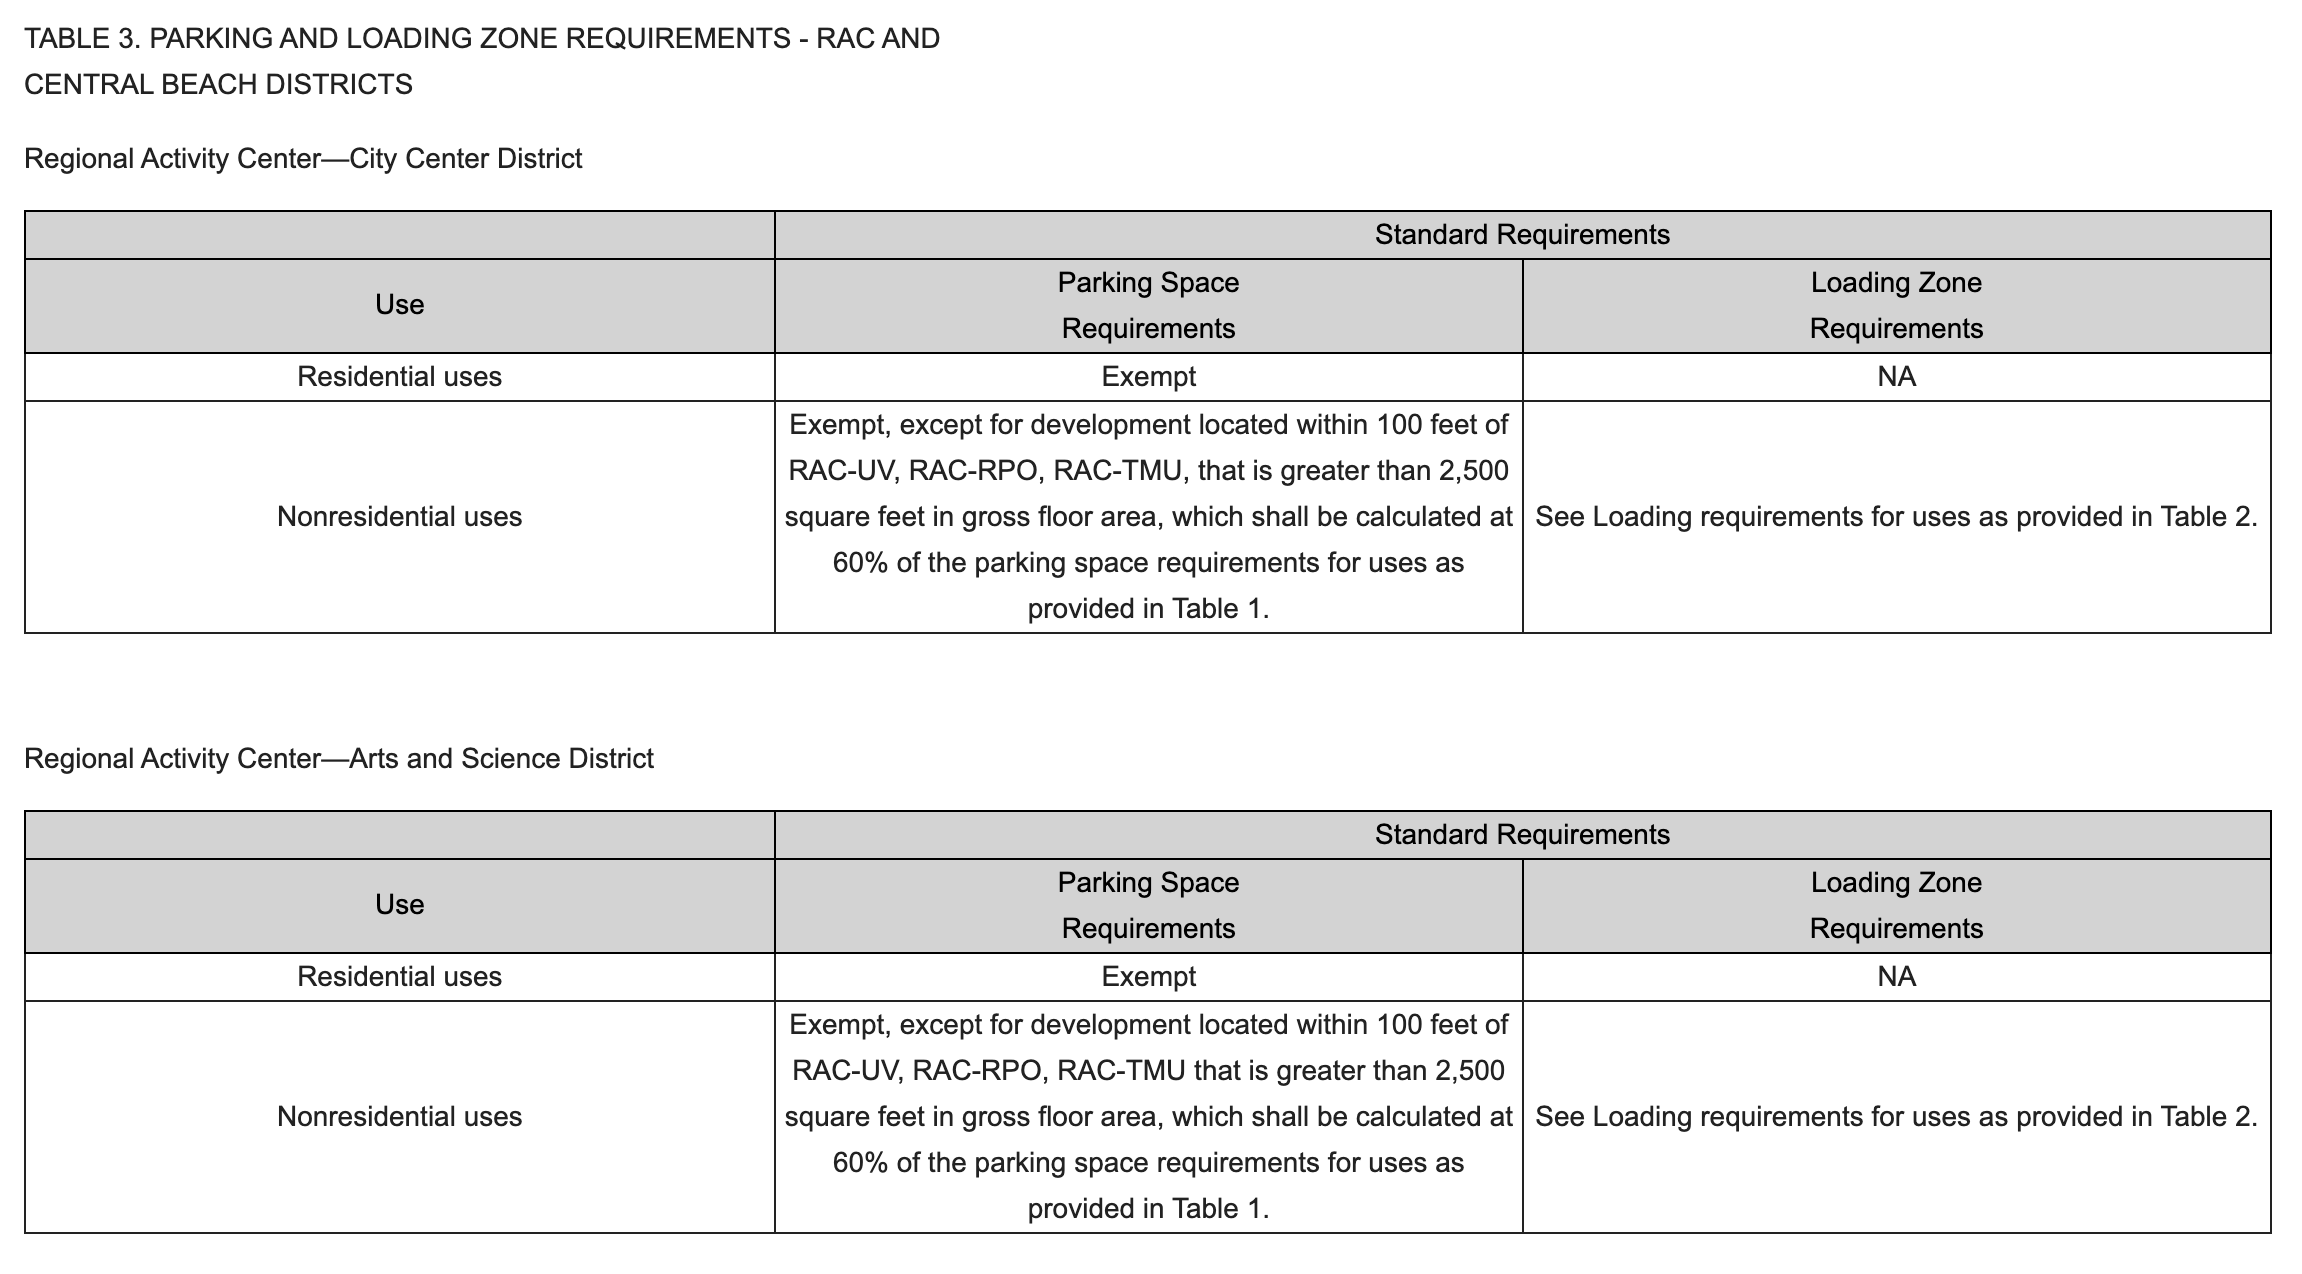 TABLE 3. PARKING AND LOADING ZONE REQUIREMENTS - RAC AND
CENTRAL BEACH DISTRICTS
Regional Activity Center—City Center District
Standard Requirements
Use
Parking Space
Requirements
Loading Zone
Requirements
Residential uses
Exempt
NA
Nonresidential uses
Exempt, except for development located within 100 feet of
RAC-UV, RAC-RPO, RAC-TMU, that is greater than 2,500
square feet in gross floor area, which shall be calculated at
60% of the parking space requirements for uses as
provided in Table 1.
See Loading requirements for uses as provided in Table 2.
Regional Activity Center—Arts and Science District
Standard Requirements
Use
Parking Space
Requirements
Loading Zone
Requirements
Residential uses
Exempt
NA
Nonresidential uses
Exempt, except for development located within 100 feet of
RAC-UV, RAC-RPO, RAC-TMU that is greater than 2,500
square feet in gross floor area, which shall be calculated at
60% of the parking space requirements for uses as
provided in Table 1.
See Loading requirements for uses as provided in Table 2.